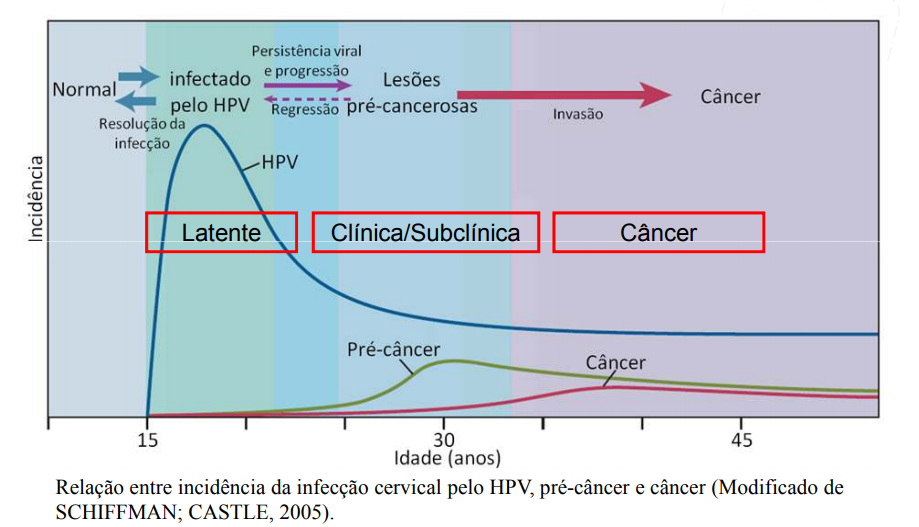 Normal
infectado
pelo HPV
Resolução da
infecção
Persistência viral
e progressão
Regressão
Lesões
pré-cancerosas
Invasão
Câncer
HPV
Latente
Clínica/Subclínica
Câncer
Pré-câncer
Câncer
Incidência
15
30
45
Idade (anos)
Relação entre incidência da infecção cervical pelo HPV, pré-câncer e câncer (Modificado de
SCHIFFMAN; CASTLE, 2005).